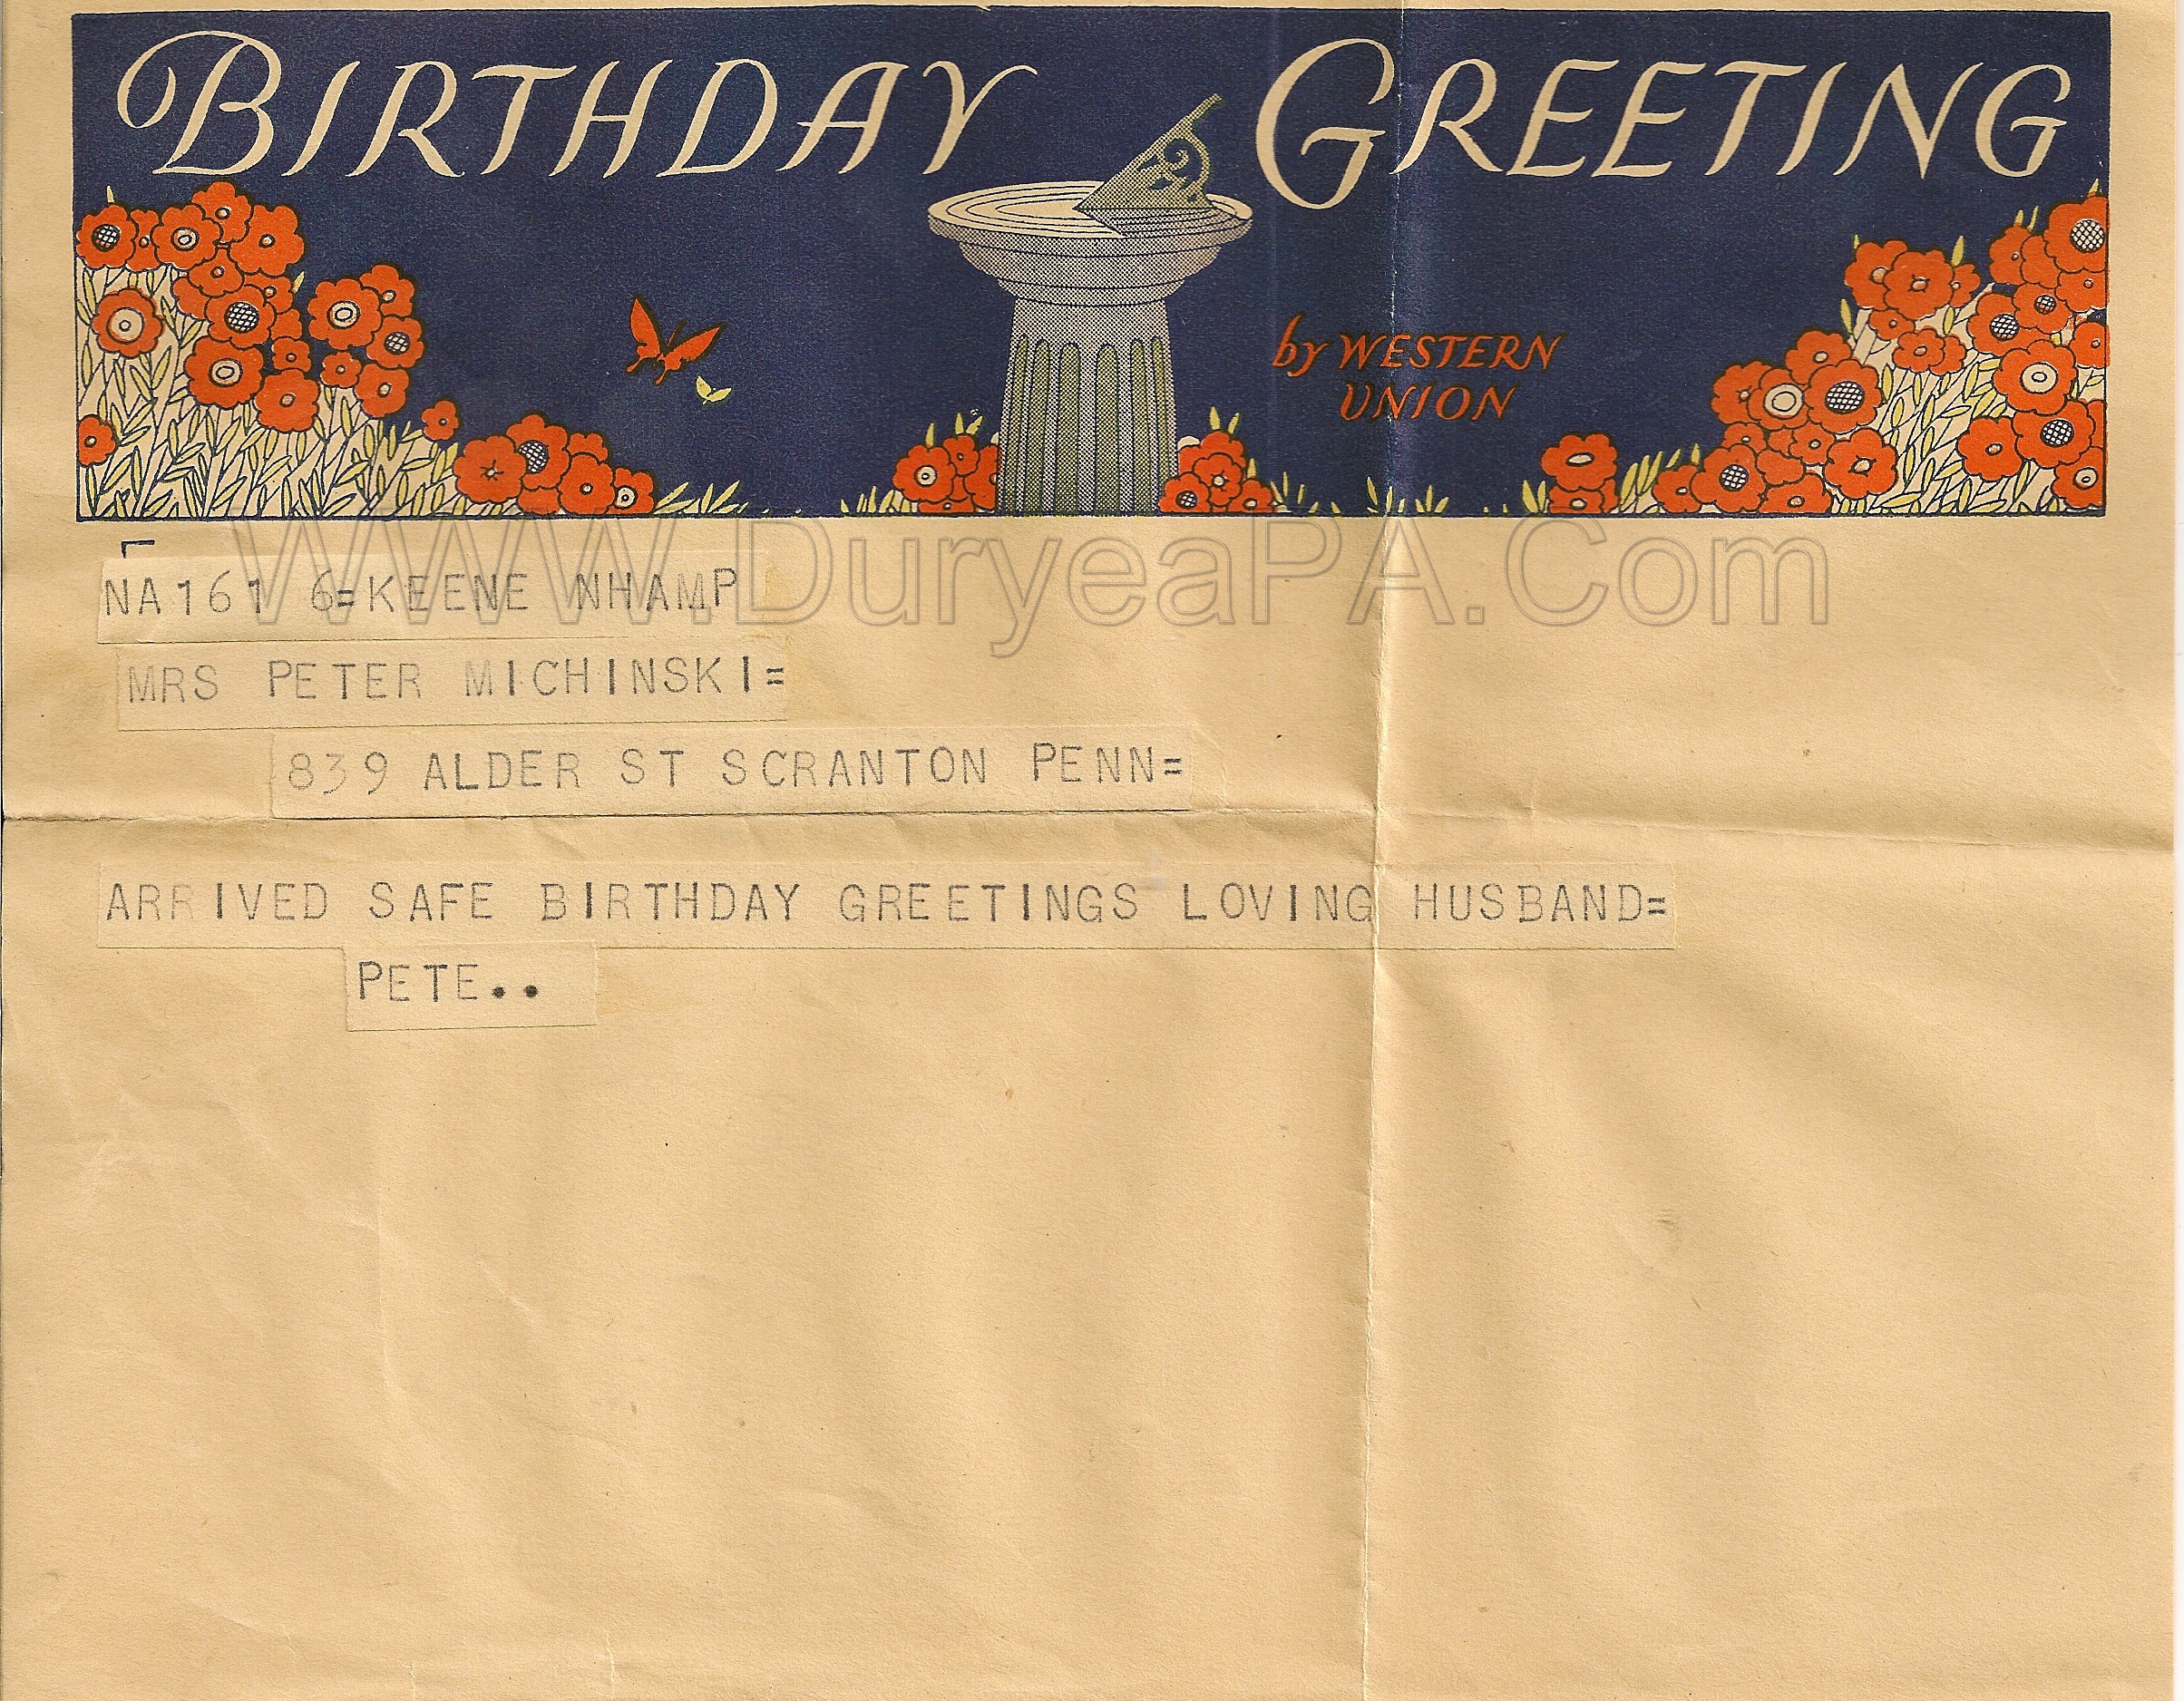 BIRTHDAY GREETING
by WESTERN
UNION
WWW.DuryeaPA.Com
NA161 6=KEENE NHAMP
MRS PETER MICHINSKI=
839 ALDER ST SCRANTON PENN=
ARRIVED SAFE BIRTHDAY GREETINGS LOVING HUSBAND=
PETE..